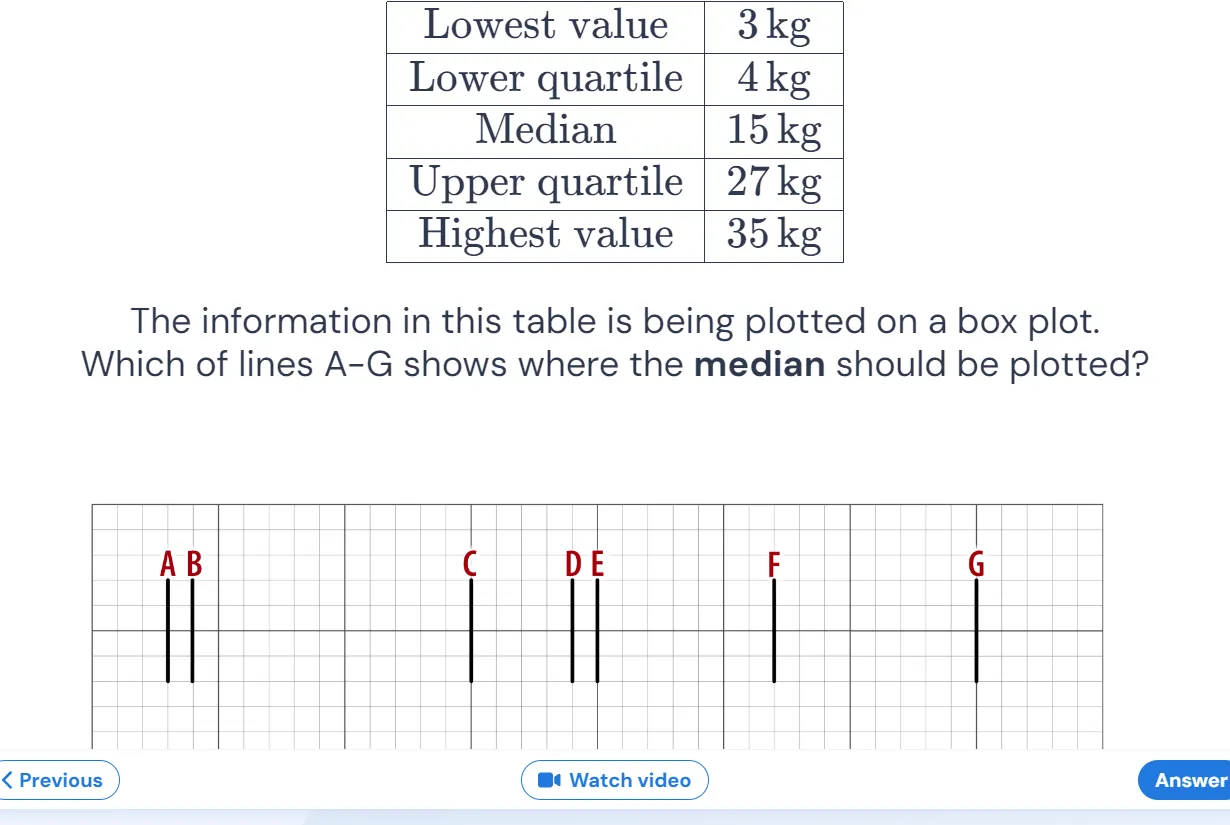 Lowest value 3 kg
Lower quartile 4 kg
Median 15 kg
Upper quartile 27 kg
Highest value 35 kg
The information in this table is being plotted on a box plot.
Which of lines A-G shows where the median should be plotted?
A B C D E F G
Previous Watch video Answer